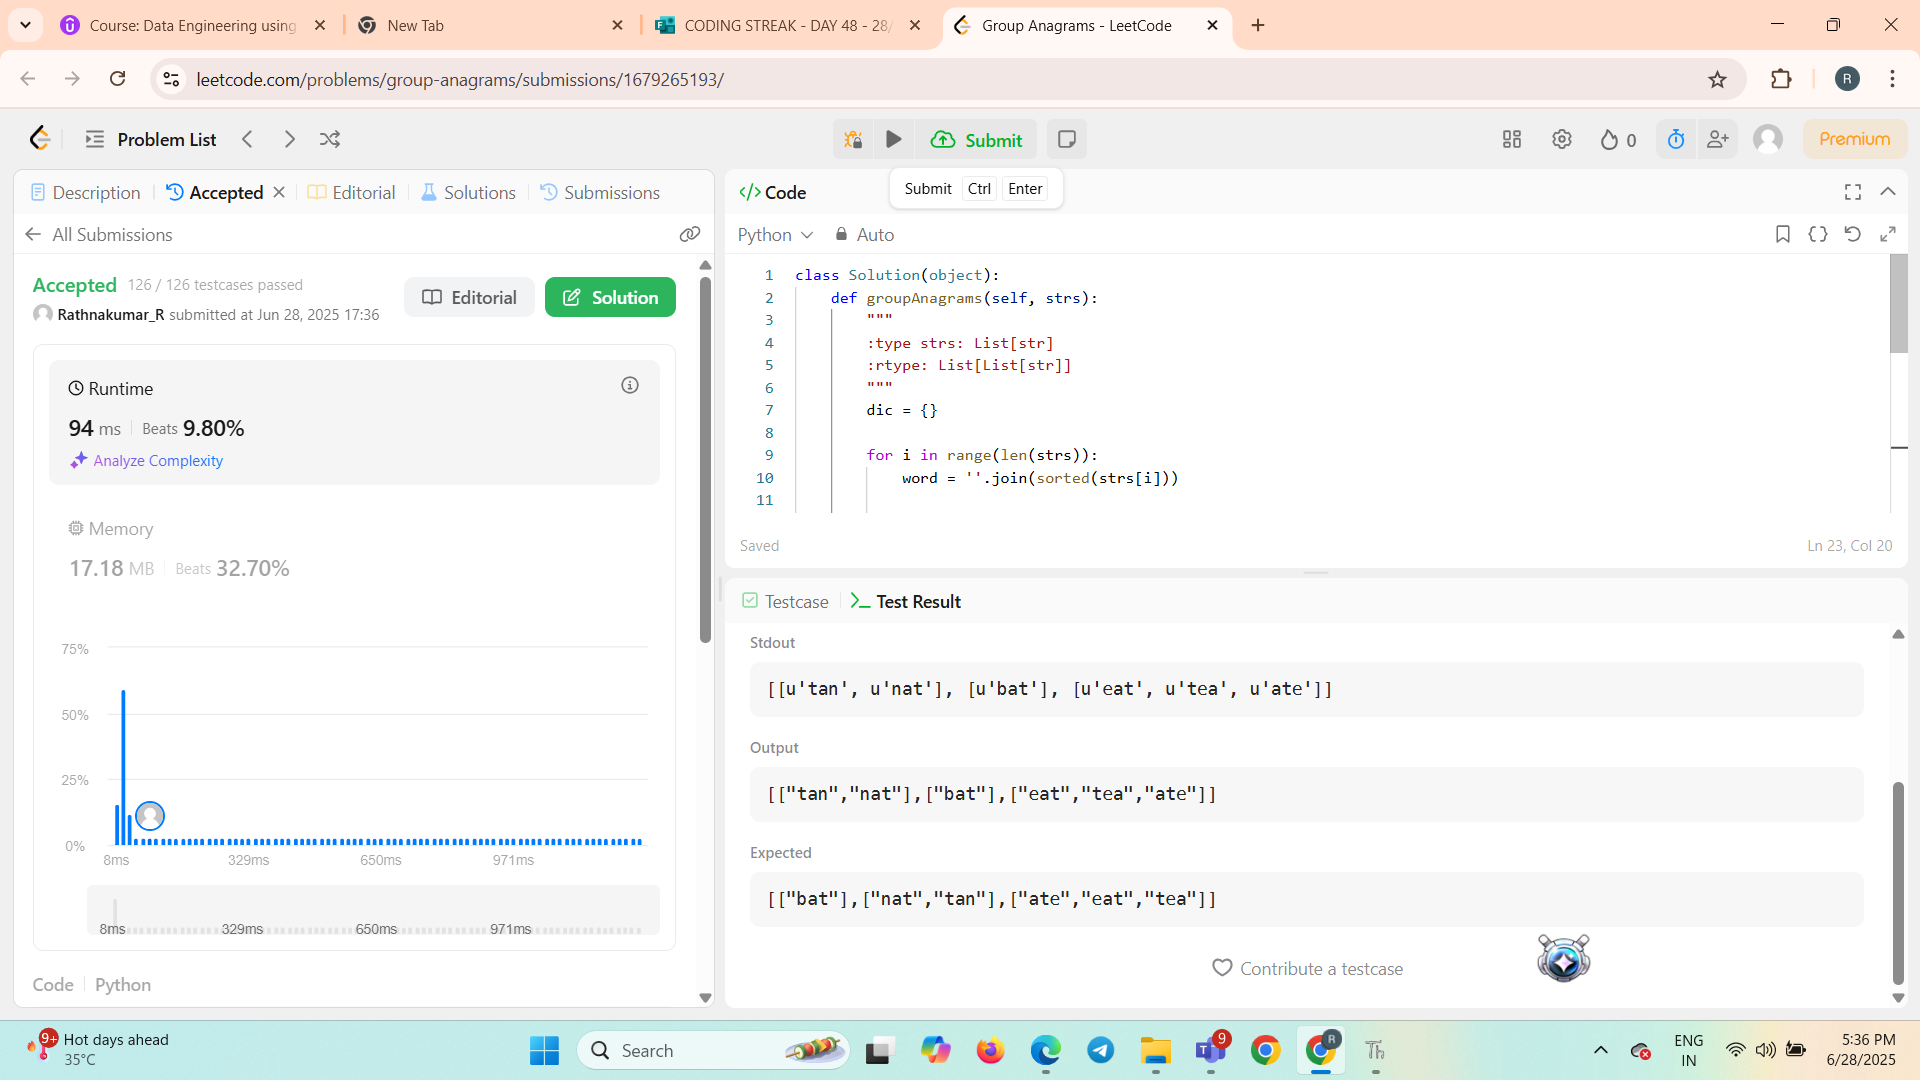 Course: Data Engineering using
New Tab
CODING STREAK - DAY 48 - 28/
Group Anagrams - LeetCode
leetcode.com/problems/group-anagrams/submissions/1679265193/
R
Problem List
Submit
0
Premium
Description
Accepted
Editorial
Solutions
Submissions
</> Code
Submit Ctrl Enter
All Submissions
Python
Auto
Accepted 126 / 126 testcases passed
Rathnakumar_R submitted at Jun 28, 2025 17:36
Editorial
Solution
Runtime
94 ms Beats 9.80%
Analyze Complexity
Memory
17.18 MB Beats 32.70%
75%
50%
25%
0%
8ms 329ms 650ms 971ms
8ms 329ms 650ms 971ms
Code Python
1 class Solution(object):
2 def groupAnagrams(self, strs):
3 """
4 :type strs: List[str]
5 :rtype: List[List[str]]
6 """
7 dic = {}
8
9 for i in range(len(strs)):
10 word = ''.join(sorted(strs[i]))
11
Saved
Ln 23, Col 20
Testcase
Test Result
Stdout
[[u'tan', u'nat'], [u'bat'], [u'eat', u'tea', u'ate']]
Output
[["tan","nat"],["bat"],["eat","tea","ate"]]
Expected
[["bat"],["nat","tan"],["ate","eat","tea"]]
Contribute a testcase
9+
Hot days ahead
35°C
Search
9
R
Th
ENG
IN
5:36 PM
6/28/2025